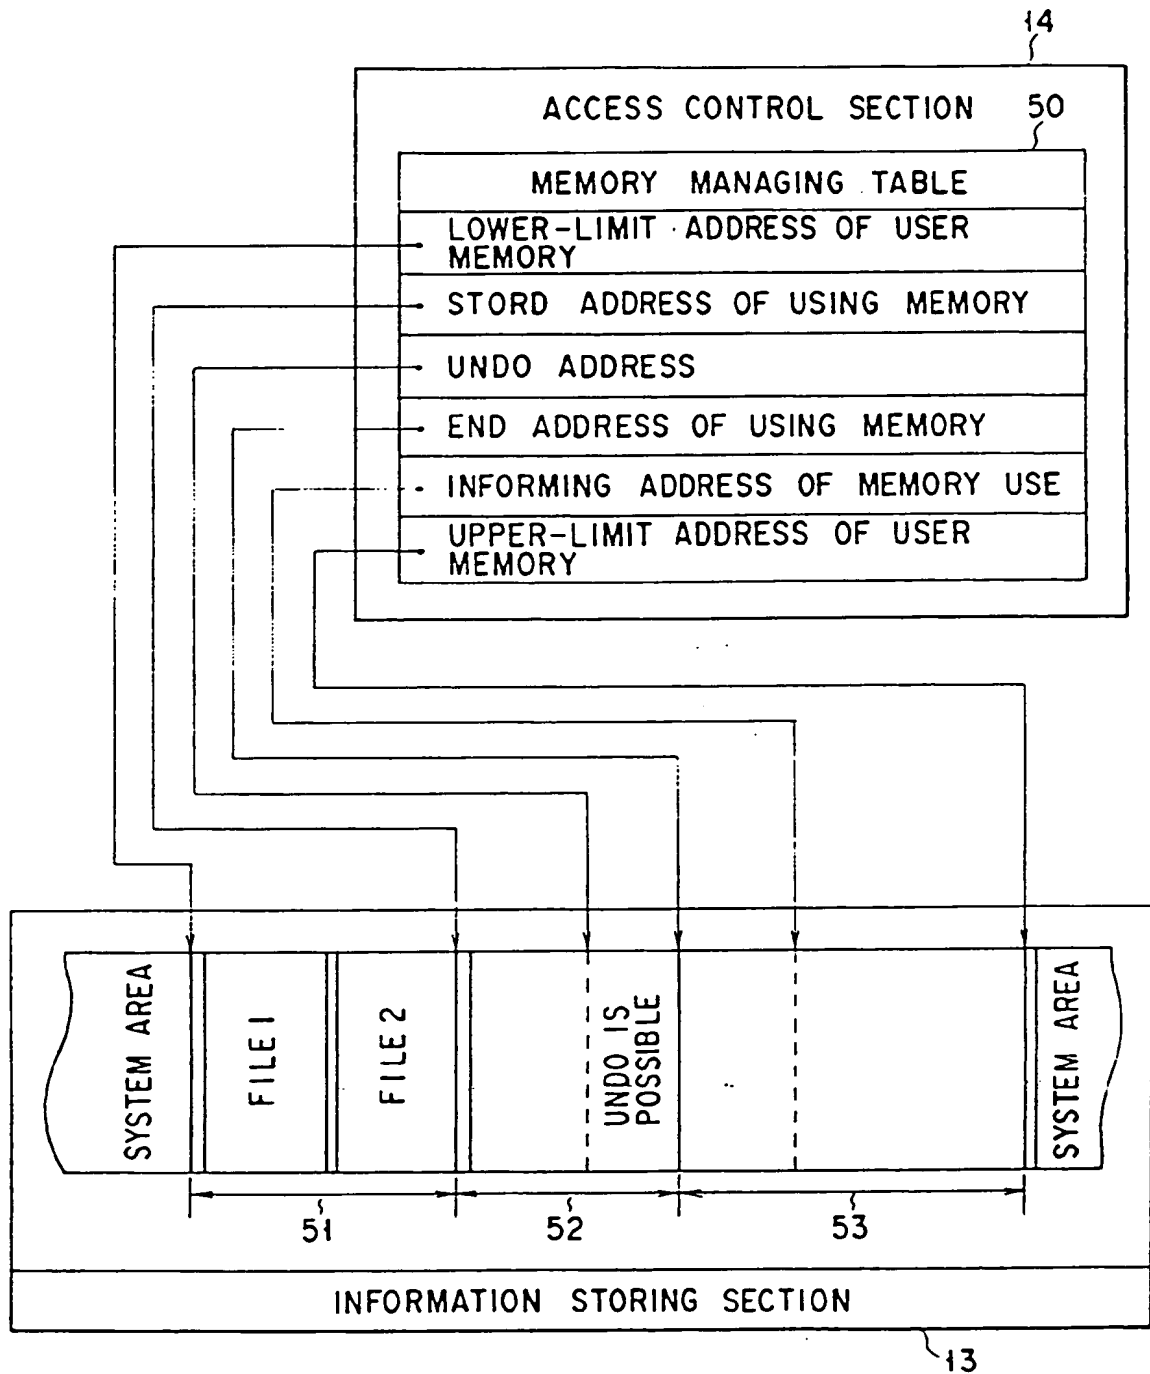 14
ACCESS CONTROL SECTION 50
MEMORY MANAGING TABLE
LOWER-LIMIT ADDRESS OF USER
MEMORY
STORD ADDRESS OF USING MEMORY
UNDO ADDRESS
END ADDRESS OF USING MEMORY
INFORMING ADDRESS OF MEMORY USE
UPPER-LIMIT ADDRESS OF USER
MEMORY
SYSTEM AREA
FILE 1
FILE 2
UNDO IS
POSSIBLE
SYSTEM AREA
51
52
53
INFORMATION STORING SECTION
13